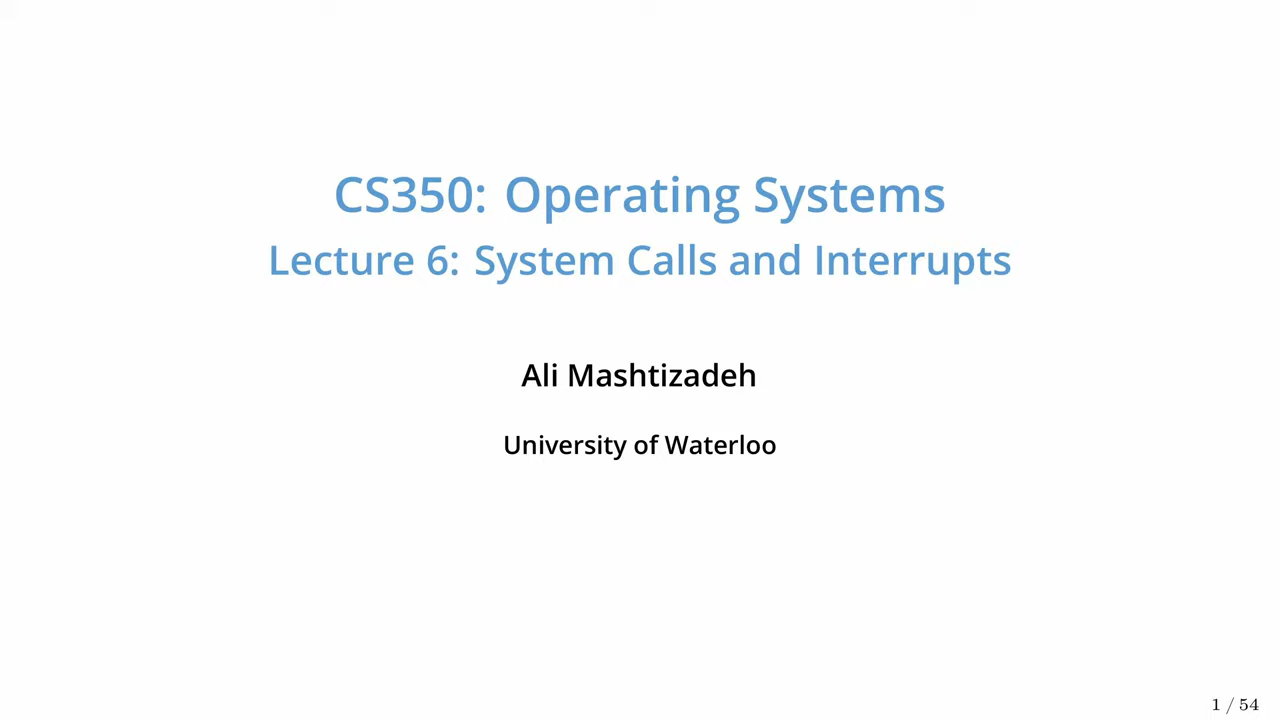 CS350: Operating Systems
Lecture 6: System Calls and Interrupts
Ali Mashtizadeh
University of Waterloo
1 / 54